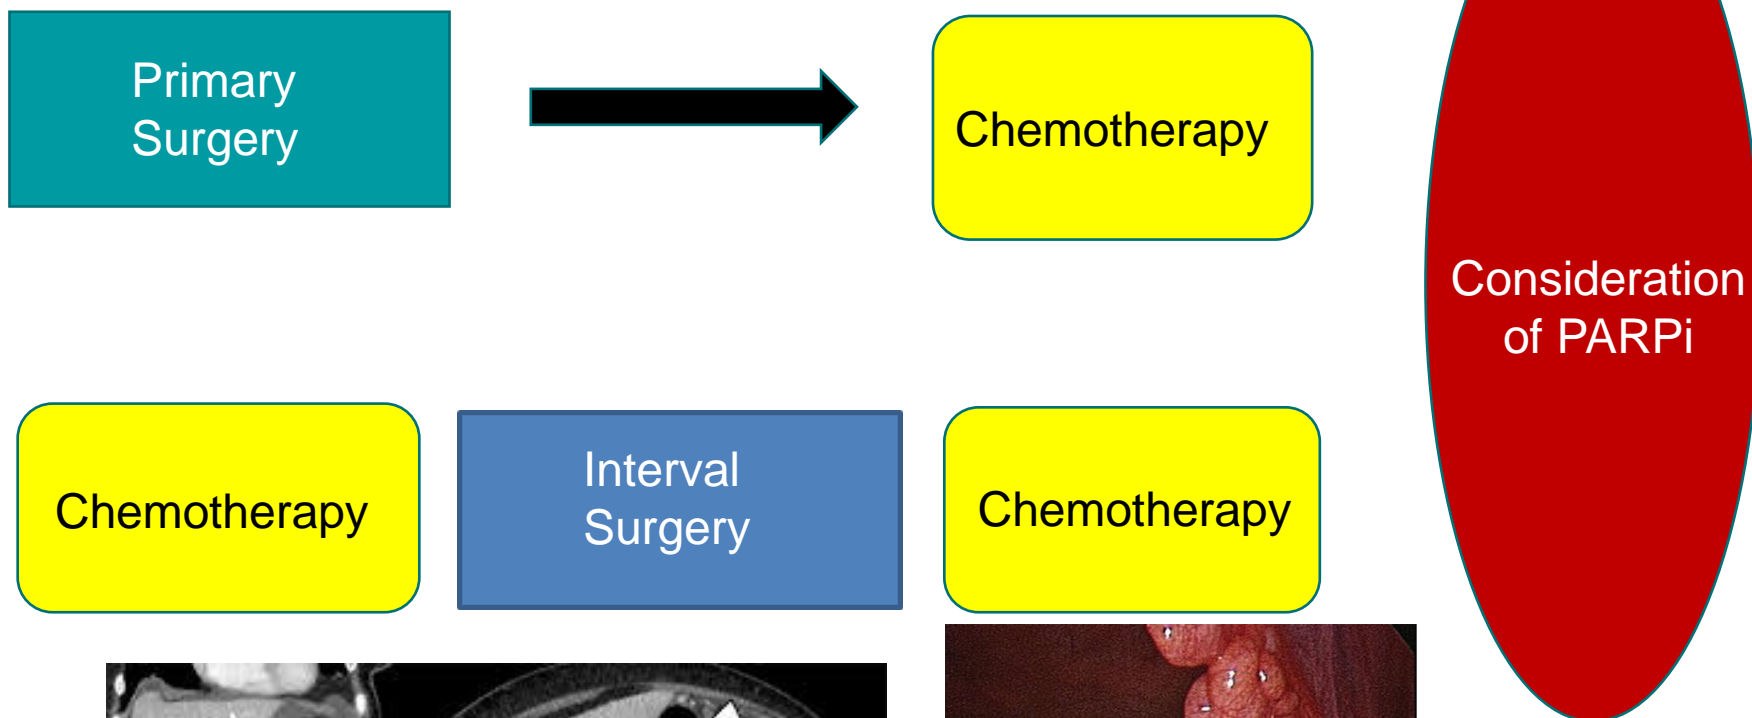 Primary
Surgery
Chemotherapy
Consideration
of PARPi
Chemotherapy
Interval
Surgery
Chemotherapy